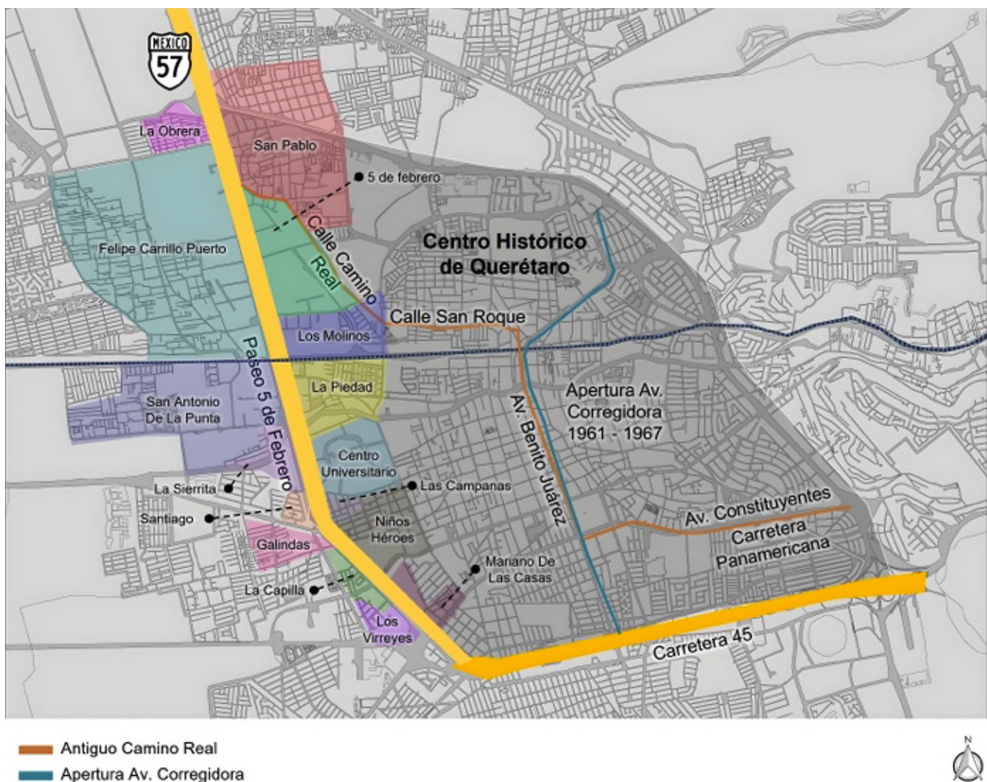 MEXICO
57
La Obrera
San Pablo
5 de febrero
Felipe Carrillo Puerto
Calle Camino
Real
Centro Histórico
de Querétaro
Calle San Roque
Los Molinos
Paseo 5 de Febrero
La Piedad
San Antonio
De La Punta
Apertura Av.
Corregidora
1961 - 1967
Av. Benito Juárez
Centro
Universitario
La Sierrita
Las Campanas
Santiago
Niños
Héroes
Av. Constituyentes
Carretera
Panamericana
Galindas
Mariano De
Las Casas
La Capilla
Los
Virreyes
Carretera 45
Antiguo Camino Real
Apertura Av. Corregidora
N